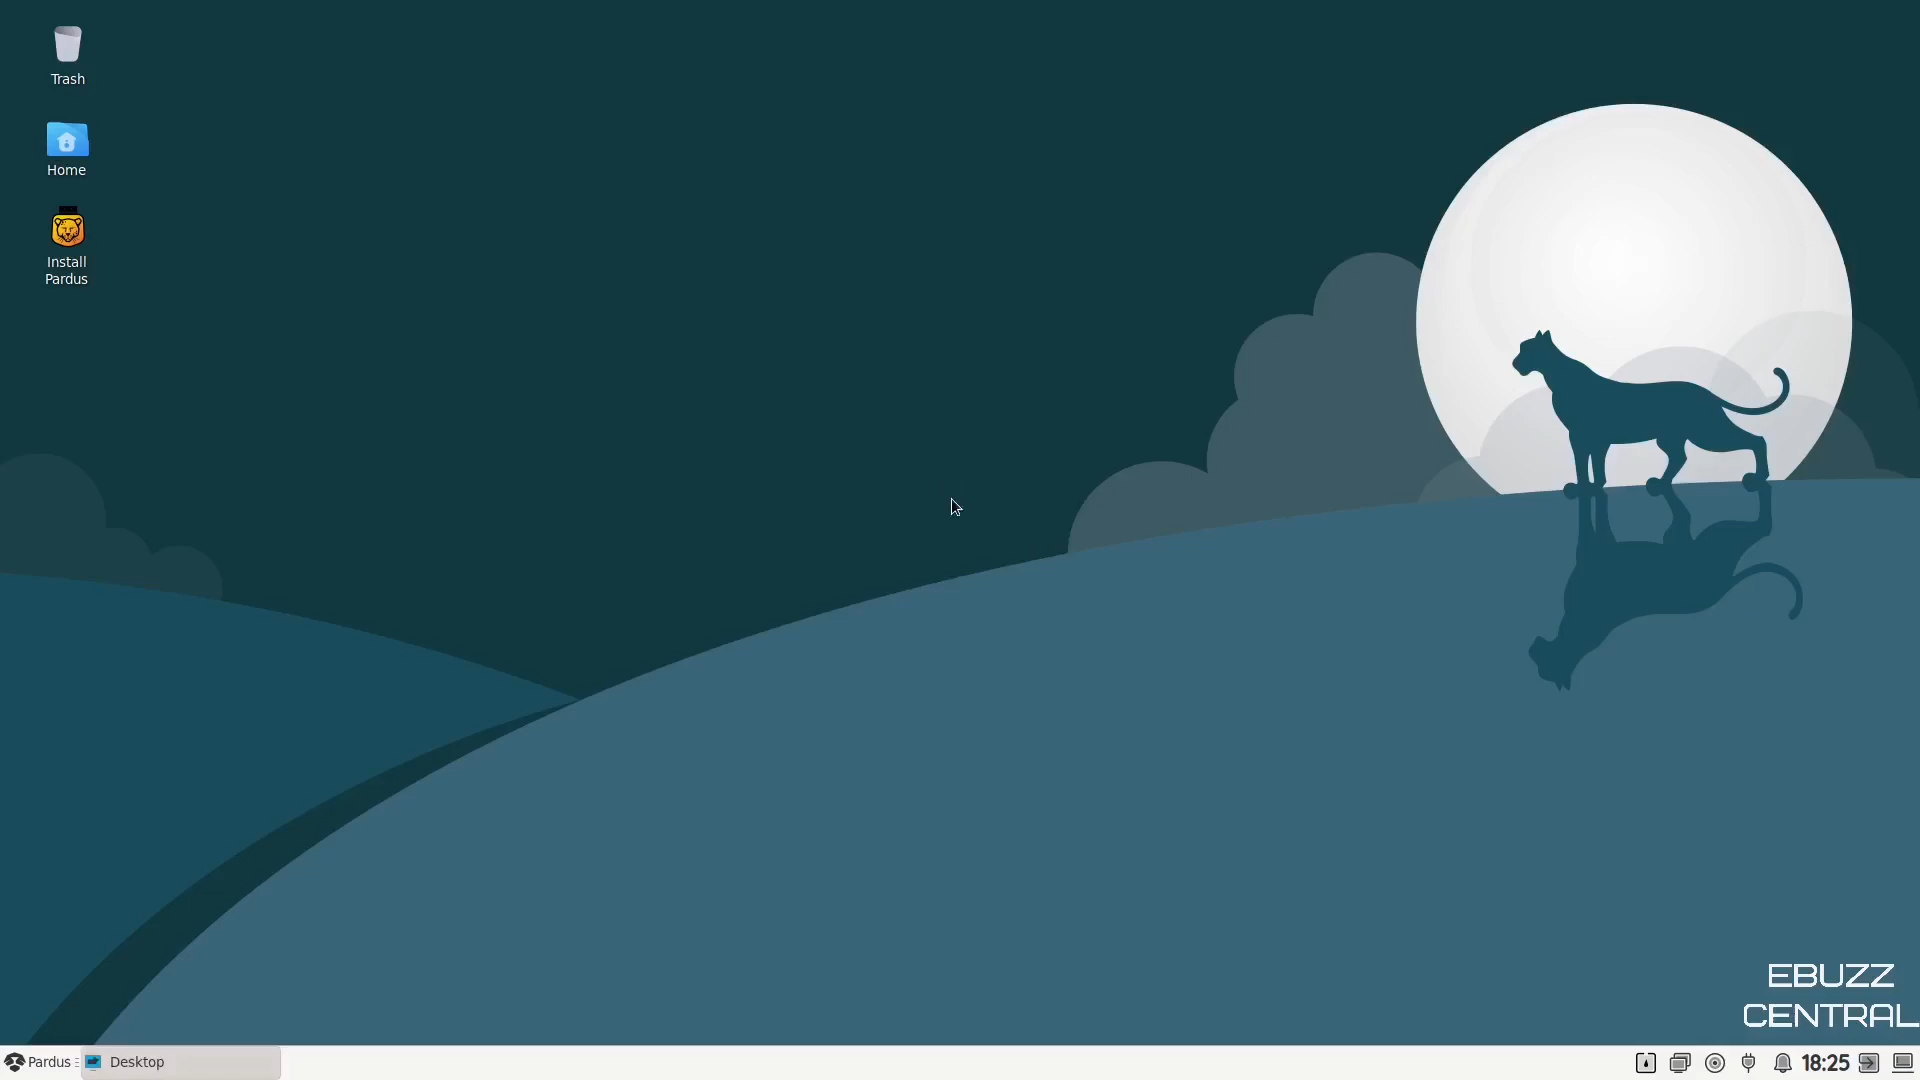 Trash
Home
Install
Pardus
EBUZZ
CENTRAL
Pardus
Desktop
18:25